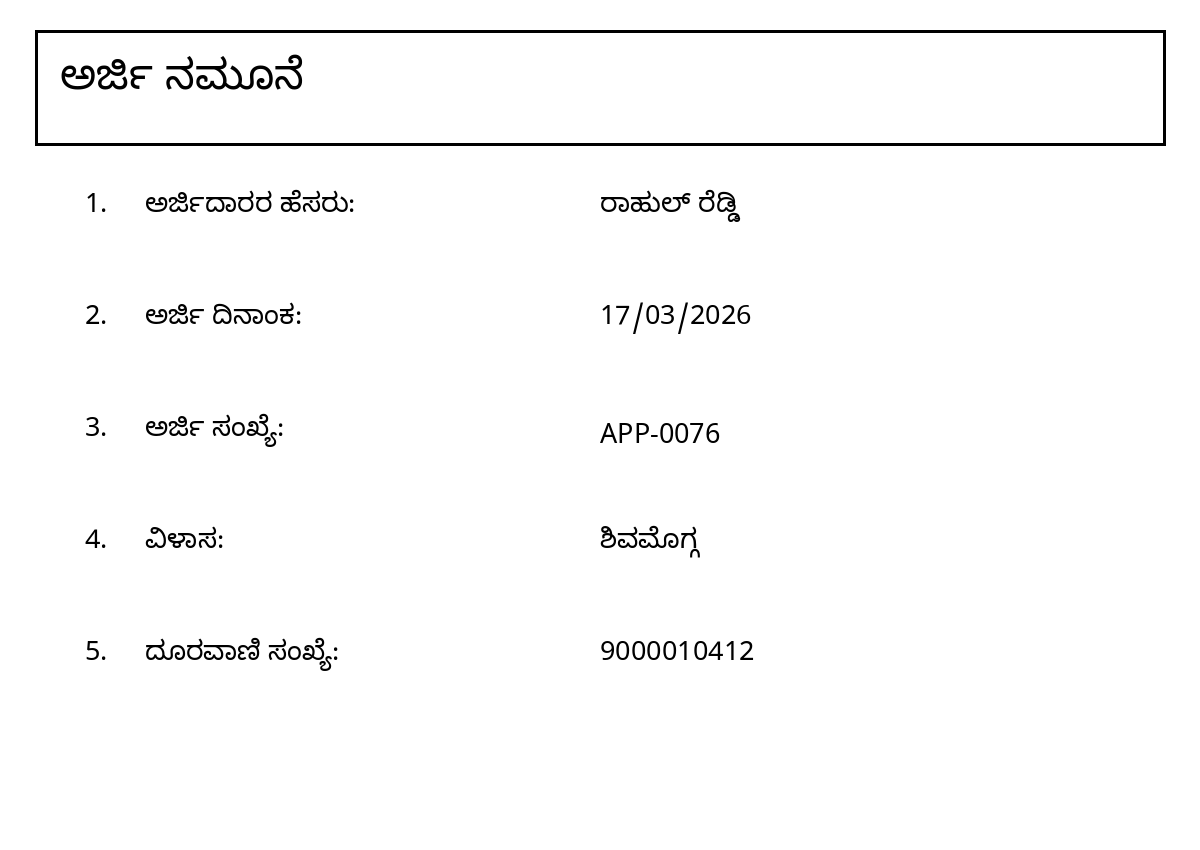 ಅರ್ಜಿ ನಮೂನೆ
1. ಅರ್ಜಿದಾರರ ಹೆಸರು: ರಾಹುಲ್ ರೆಡ್ಡಿ
2. ಅರ್ಜಿ ದಿನಾಂಕ: 17/03/2026
3. ಅರ್ಜಿ ಸಂಖ್ಯೆ: APP-0076
4. ವಿಳಾಸ: ಶಿವಮೊಗ್ಗ
5. ದೂರವಾಣಿ ಸಂಖ್ಯೆ: 9000010412